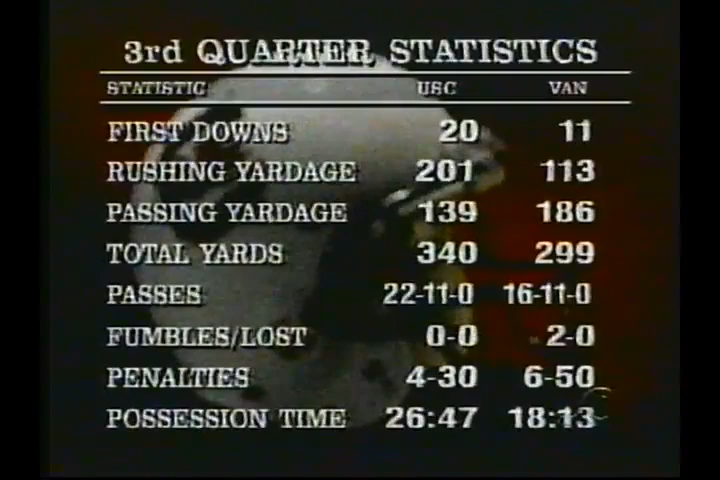 3rd QUARTER STATISTICS
STATISTIC USC VAN
FIRST DOWNS 20 11
RUSHING YARDAGE 201 113
PASSING YARDAGE 139 186
TOTAL YARDS 340 299
PASSES 22-11-0 16-11-0
FUMBLES/LOST 0-0 2-0
PENALTIES 4-30 6-50
POSSESSION TIME 26:47 18:13